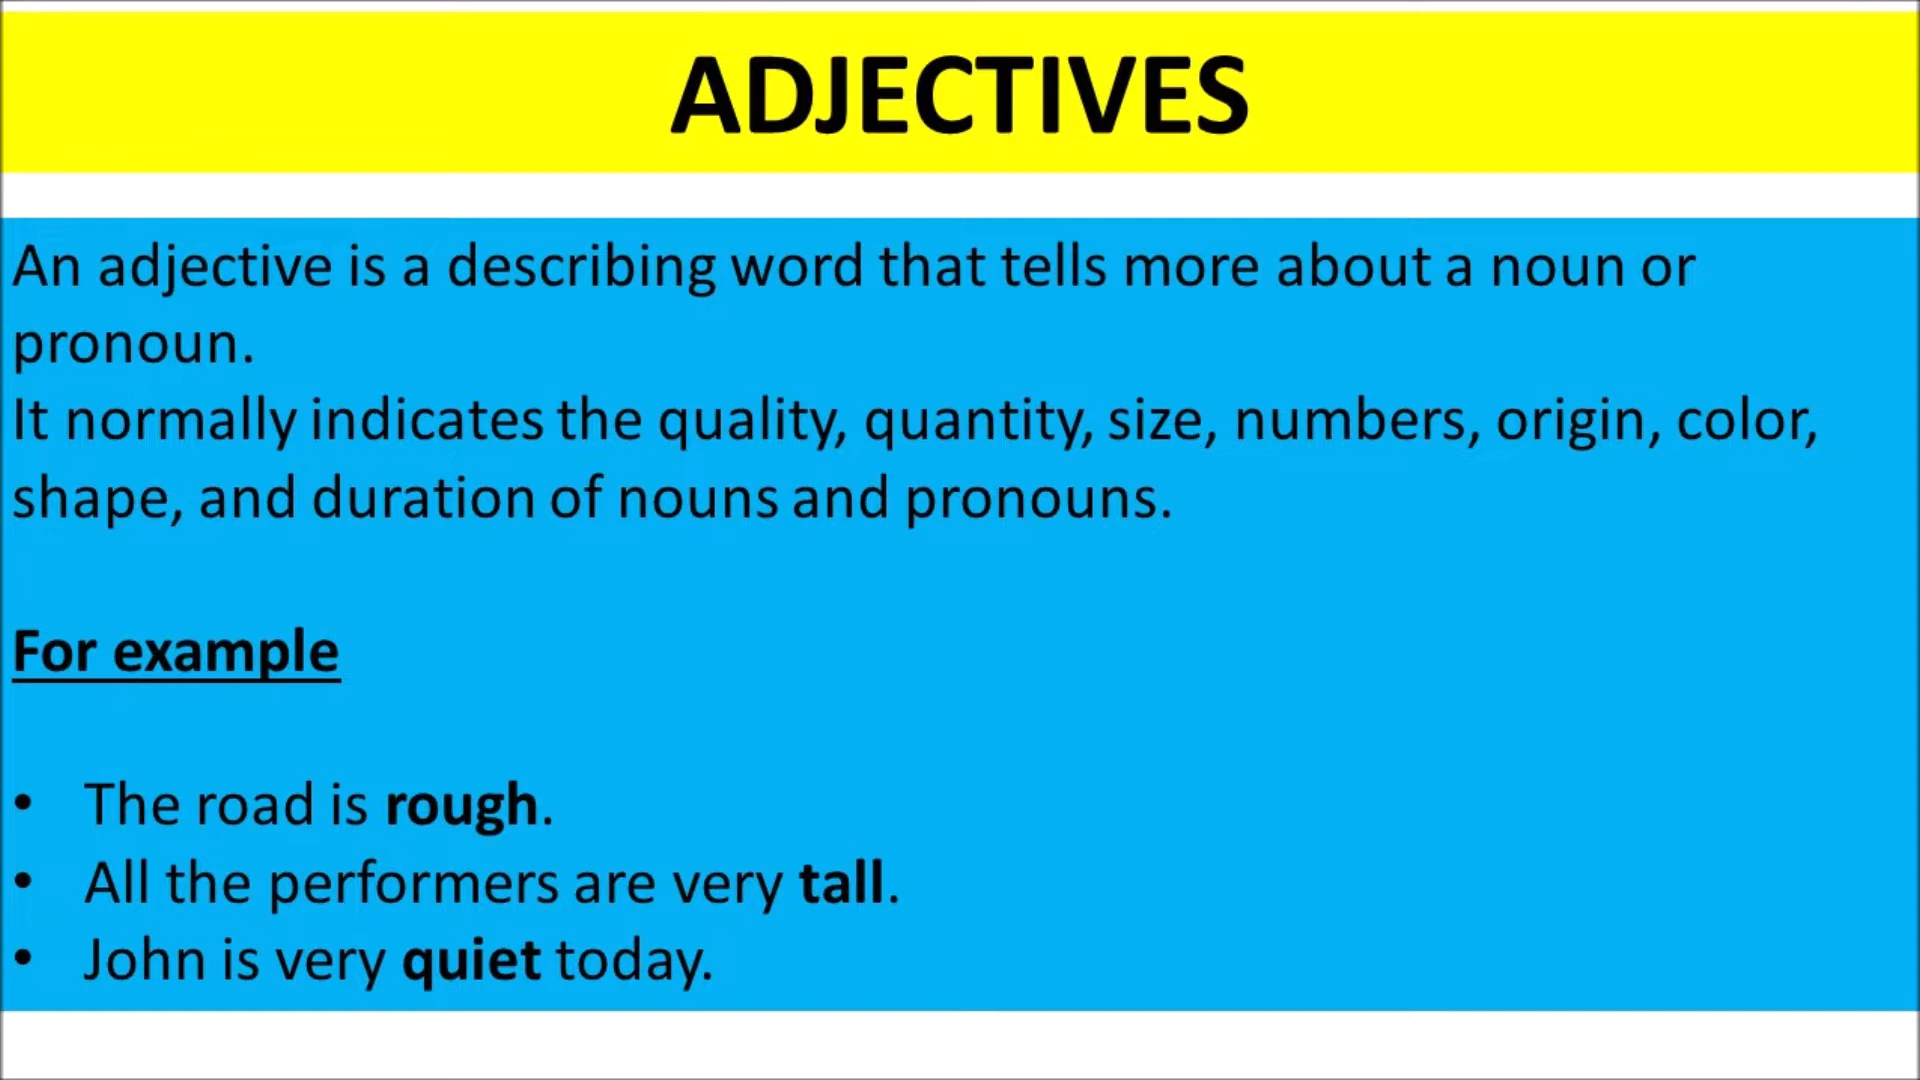 ADJECTIVES
An adjective is a describing word that tells more about a noun or
pronoun.
It normally indicates the quality, quantity, size, numbers, origin, color,
shape, and duration of nouns and pronouns.
For example
• The road is rough.
• All the performers are very tall.
• John is very quiet today.